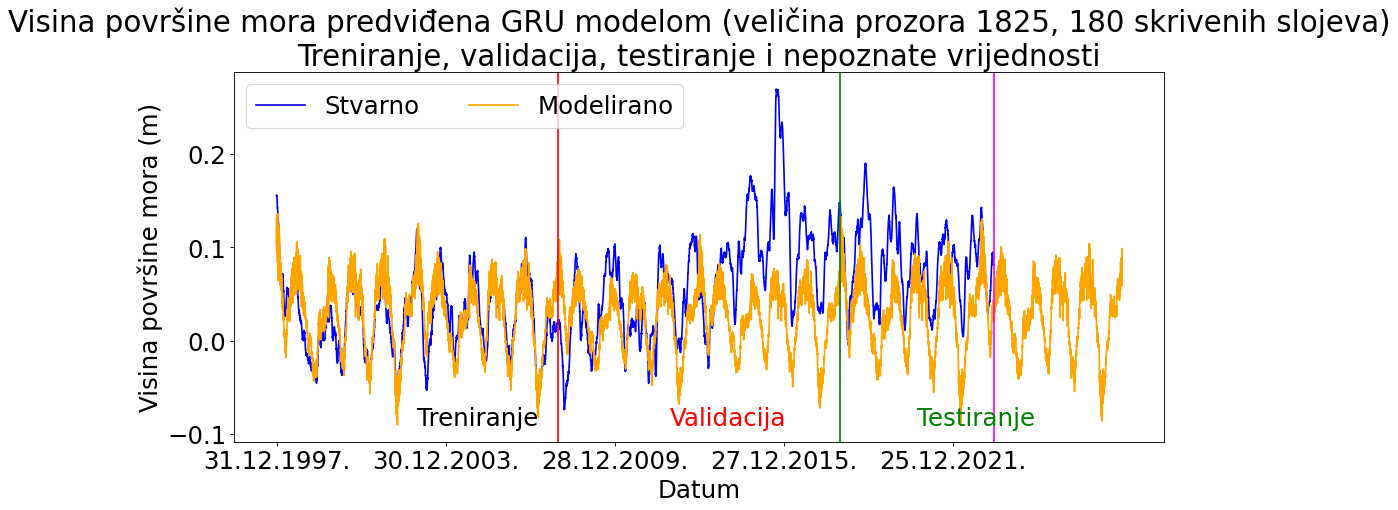 Visina površine mora predviđena GRU modelom (veličina prozora 1825, 180 skrivenih slojeva)
Treniranje, validacija, testiranje i nepoznate vrijednosti
Stvarno
Modelirano
Visina površine mora (m)
0.2
0.1
0.0
−0.1
Treniranje
Validacija
Testiranje
31.12.1997.
30.12.2003.
28.12.2009.
27.12.2015.
25.12.2021.
Datum